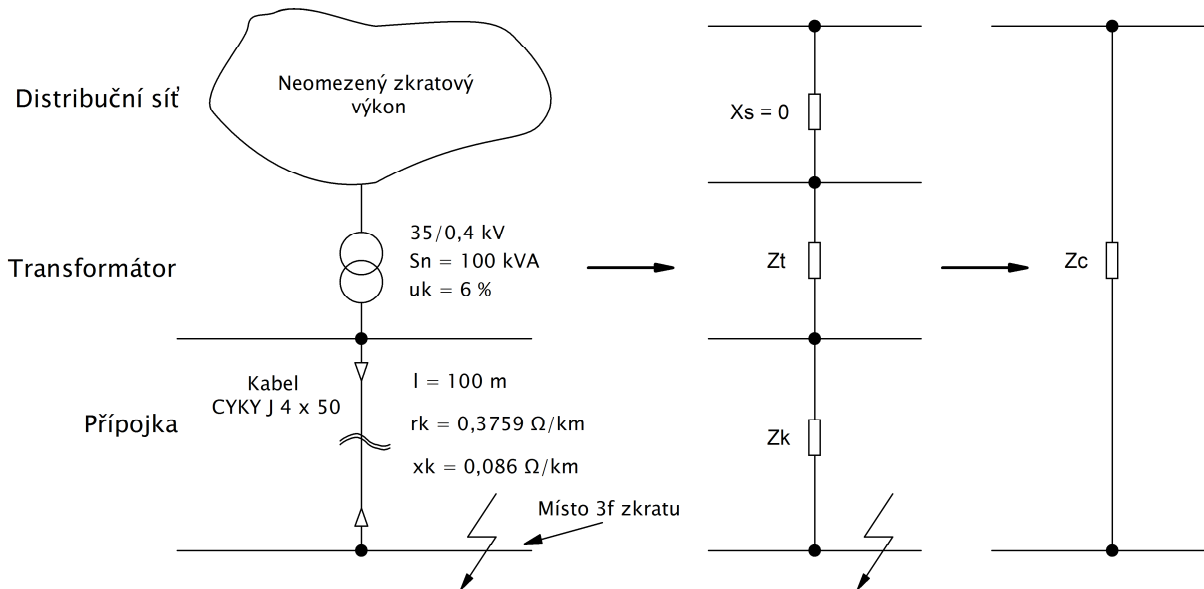 Distribuční síť
Neomezený zkratový
výkon
Xs = 0
Transformátor
35/0,4 kV
Sn = 100 kVA
uk = 6 %
Zt
Zc
Přípojka
Kabel
CYKY J 4 x 50
l = 100 m
rk = 0,3759 Ω/km
xk = 0,086 Ω/km
Zk
Místo 3f zkratu